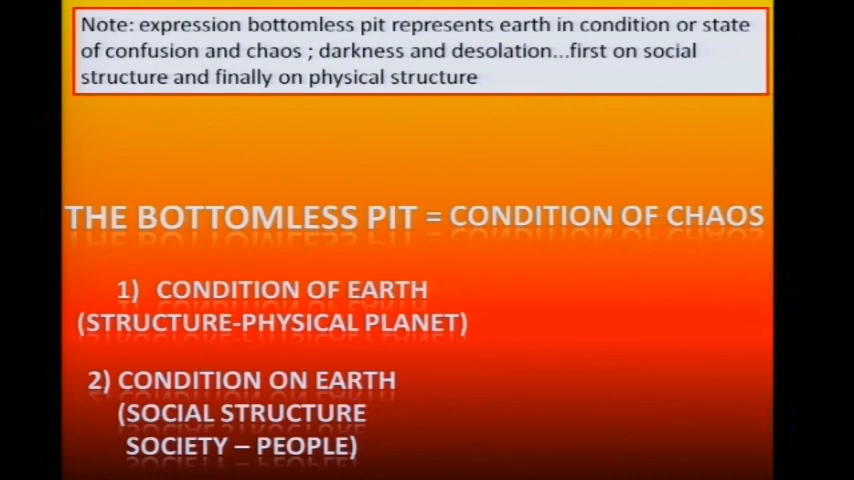 Note: expression bottomless pit represents earth in condition or state
of confusion and chaos ; darkness and desolation...first on social
structure and finally on physical structure
THE BOTTOMLESS PIT = CONDITION OF CHAOS
1) CONDITION OF EARTH
(STRUCTURE-PHYSICAL PLANET)
2) CONDITION ON EARTH
(SOCIAL STRUCTURE
SOCIETY – PEOPLE)